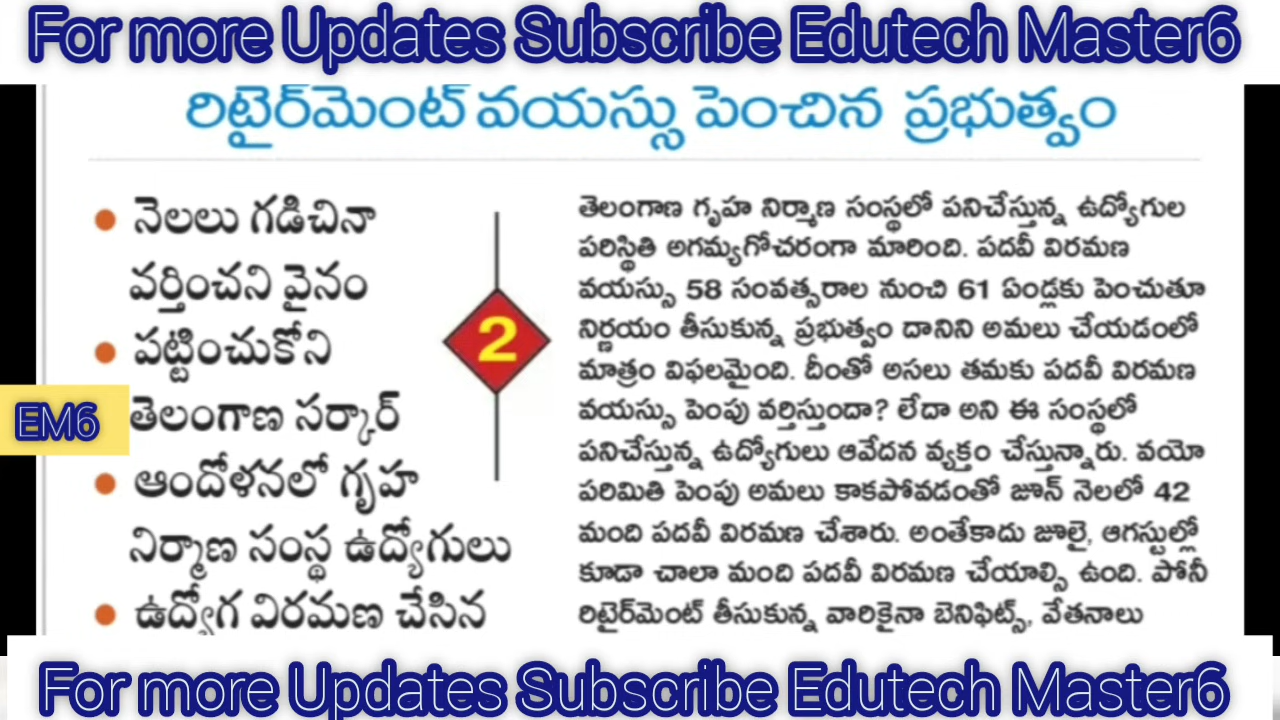 For more Updates Subscribe Edutech Master6
రిటైర్‌మెంట్ వయస్సు పెంచిన ప్రభుత్వం
• నెలలు గడిచినా
వర్తించని వైనం
• పట్టించుకోని
తెలంగాణ సర్కార్
• ఆందోళనలో గృహ
నిర్మాణ సంస్థ ఉద్యోగులు
• ఉద్యోగ విరమణ చేసిన
2
EM6
తెలంగాణ గృహ నిర్మాణ సంస్థలో పనిచేస్తున్న ఉద్యోగుల
పరిస్థితి అగమ్యగోచరంగా మారింది. పదవీ విరమణ
వయస్సు 58 సంవత్సరాల నుంచి 61 ఏండ్లకు పెంచుతూ
నిర్ణయం తీసుకున్న ప్రభుత్వం దానిని అమలు చేయడంలో
మాత్రం విఫలమైంది. దీంతో అసలు తమకు పదవీ విరమణ
వయస్సు పెంపు వర్తిస్తుందా? లేదా అని ఈ సంస్థలో
పనిచేస్తున్న ఉద్యోగులు ఆవేదన వ్యక్తం చేస్తున్నారు. వయో
పరిమితి పెంపు అమలు కాకపోవడంతో జూన్ నెలలో 42
మంది పదవీ విరమణ చేశారు. అంతేకాదు జూలై, ఆగస్టుల్లో
కూడా చాలా మంది పదవీ విరమణ చేయాల్సి ఉంది. పోనీ
రిటైర్‌మెంట్ తీసుకున్న వారికైనా బెనిఫిట్స్, వేతనాలు
For more Updates Subscribe Edutech Master6